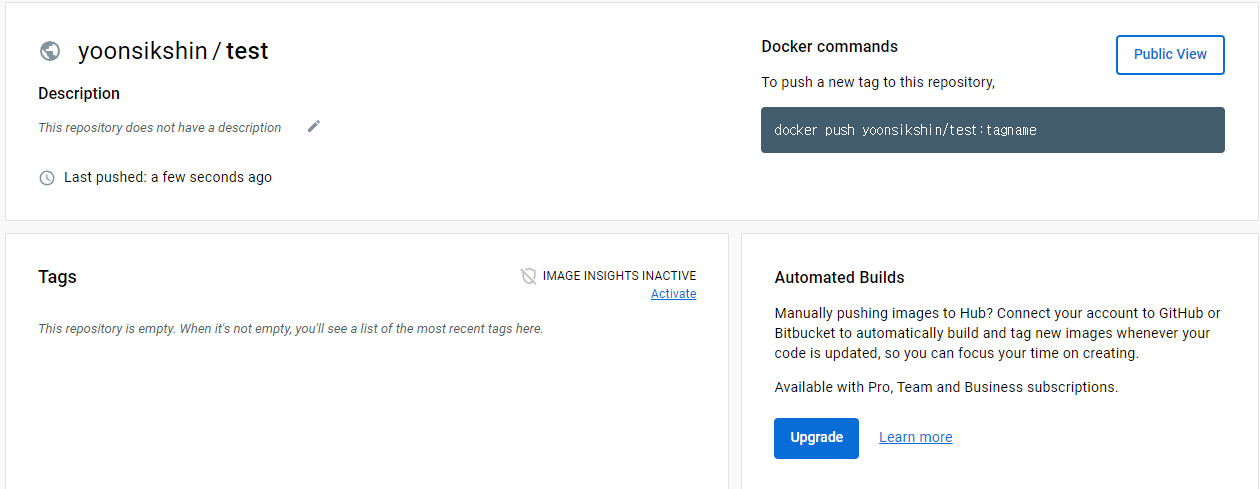 yoonsikshin / test
Description
This repository does not have a description
Last pushed: a few seconds ago
Docker commands
Public View
To push a new tag to this repository,
docker push yoonsikshin/test:tagname
Tags
IMAGE INSIGHTS INACTIVE
Activate
This repository is empty. When it's not empty, you'll see a list of the most recent tags here.
Automated Builds
Manually pushing images to Hub? Connect your account to GitHub or
Bitbucket to automatically build and tag new images whenever your
code is updated, so you can focus your time on creating.
Available with Pro, Team and Business subscriptions.
Upgrade
Learn more